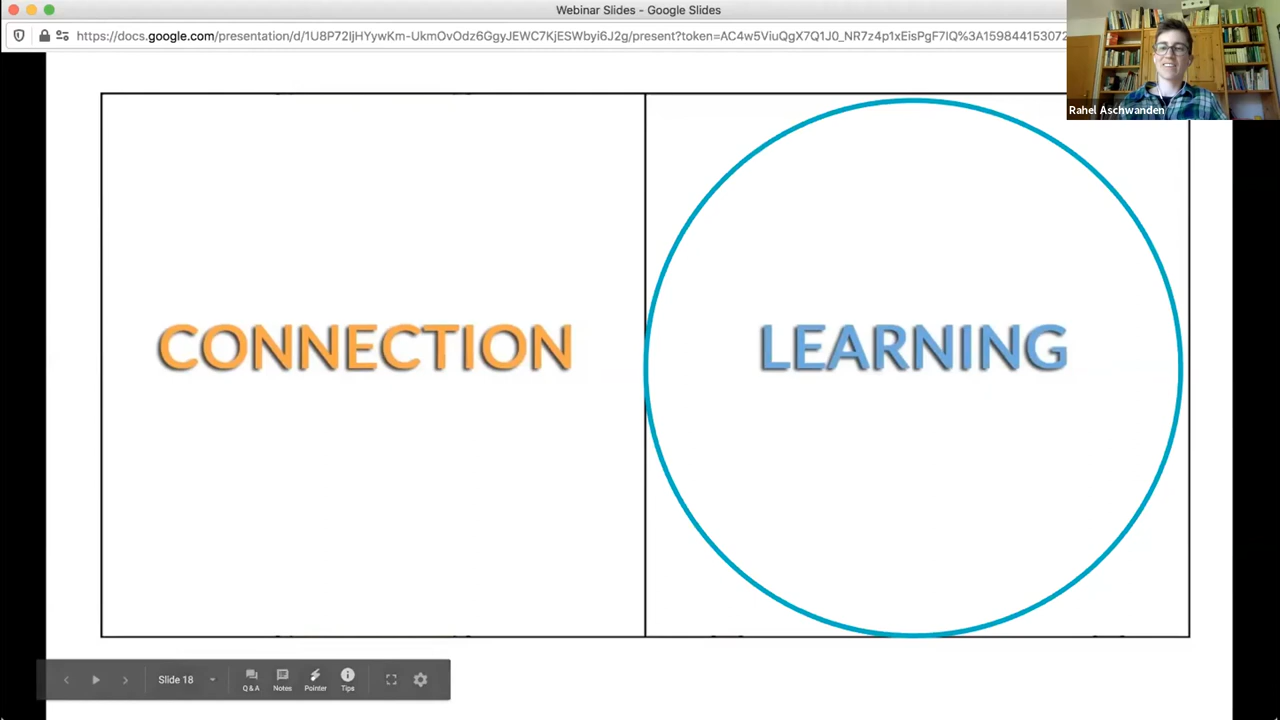 Webinar Slides - Google Slides
https://docs.google.com/presentation/d/1U8P72IjHYywKm-UkmOvOdz6GgyJEWC7KjESWbyi6J2g/present?token=AC4w5ViuQgX7Q1J0_NR7z4p1xEisPgF7IQ%3A159844153072
Rahel Aschwanden
CONNECTION
LEARNING
Slide 18
Q & A
Notes
Pointer
Tips